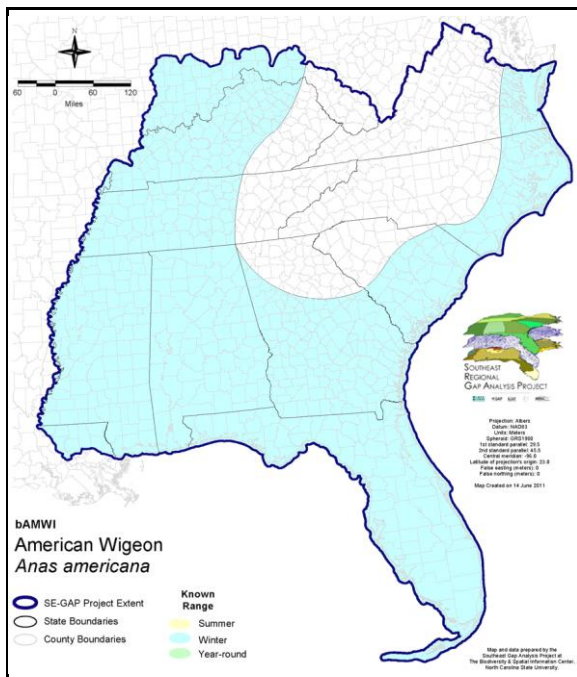 N
60 0 60 120
Miles
SOUTHEAST
REGIONAL
GAP ANALYSIS PROJECT
Projection: Albers
Datum: NAD83
Units: Meters
Spheroid: GRS1980
1st standard parallel: 29.5
2nd standard parallel: 45.5
Central meridian: -96.0
Latitude of projection's origin: 23.0
False easting (meters): 0
False northing (meters): 0
Map Created on 14 June 2011
bAMWI
American Wigeon
Anas americana
SE-GAP Project Extent
State Boundaries
County Boundaries
Known
Range
Summer
Winter
Year-round
Map and data prepared by the
Southeast Gap Analysis Project at
The Biodiversity & Spatial Information Center,
North Carolina State University.